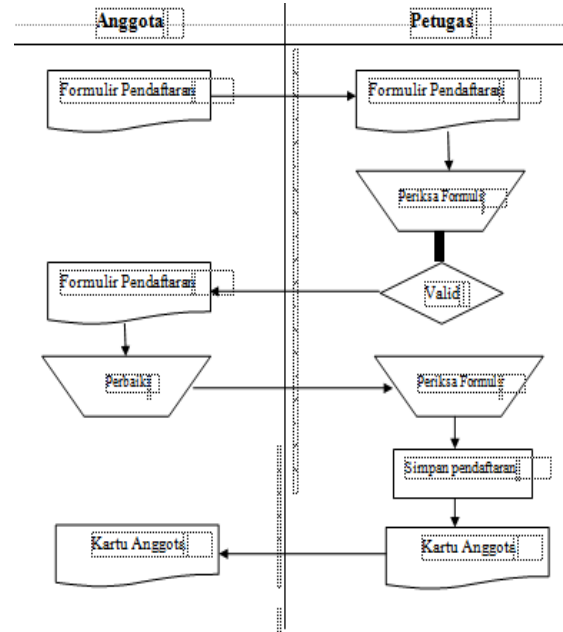 Anggota
Petugas
Formulir Pendaftaran
Formulir Pendaftaran
Periksa Formulir
Formulir Pendaftaran
Valid
Perbaiki
Periksa Formulir
Simpan pendaftaran
Kartu Anggota
Kartu Anggota